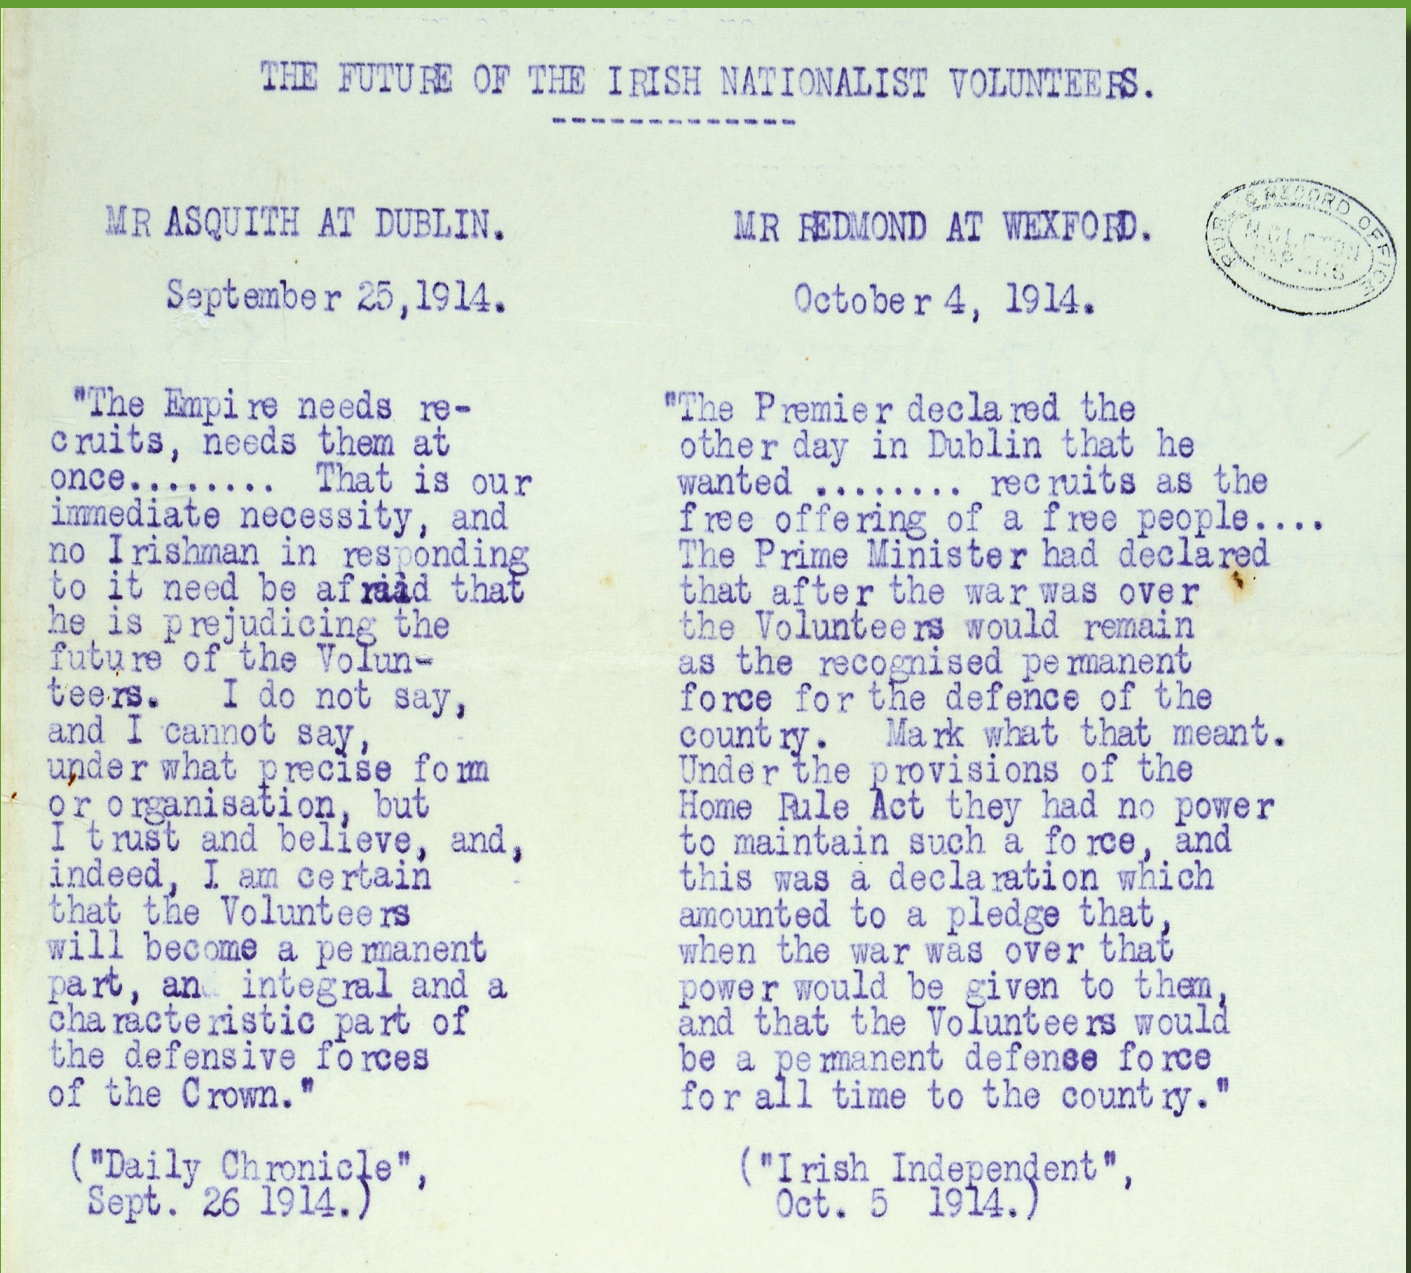 THE FUTURE OF THE IRISH NATIONALIST VOLUNTEERS.
-------------
MR ASQUITH AT DUBLIN.
September 25,1914.
"The Empire needs re-
cruits, needs them at
once........ That is our
immediate necessity, and
no Irishman in responding
to it need be afraid that
he is prejudicing the
future of the Volun-
teers. I do not say,
and I cannot say,
under what precise form
or organisation, but
I trust and believe, and,
indeed, I am certain
that the Volunteers
will become a permanent
part, an integral and a
characteristic part of
the defensive forces
of the Crown."
("Daily Chronicle",
Sept. 26 1914.)
MR REDMOND AT WEXFORD.
October 4, 1914.
"The Premier declared the
other day in Dublin that he
wanted ........ recruits as the
free offering of a free people....
The Prime Minister had declared
that after the war was over
the Volunteers would remain
as the recognised permanent
force for the defence of the
country. Mark what that meant.
Under the provisions of the
Home Rule Act they had no power
to maintain such a force, and
this was a declaration which
amounted to a pledge that,
when the war was over that
power would be given to them,
and that the Volunteers would
be a permanent defense force
for all time to the country."
("Irish Independent",
Oct. 5 1914.)
RECORD OFFICE